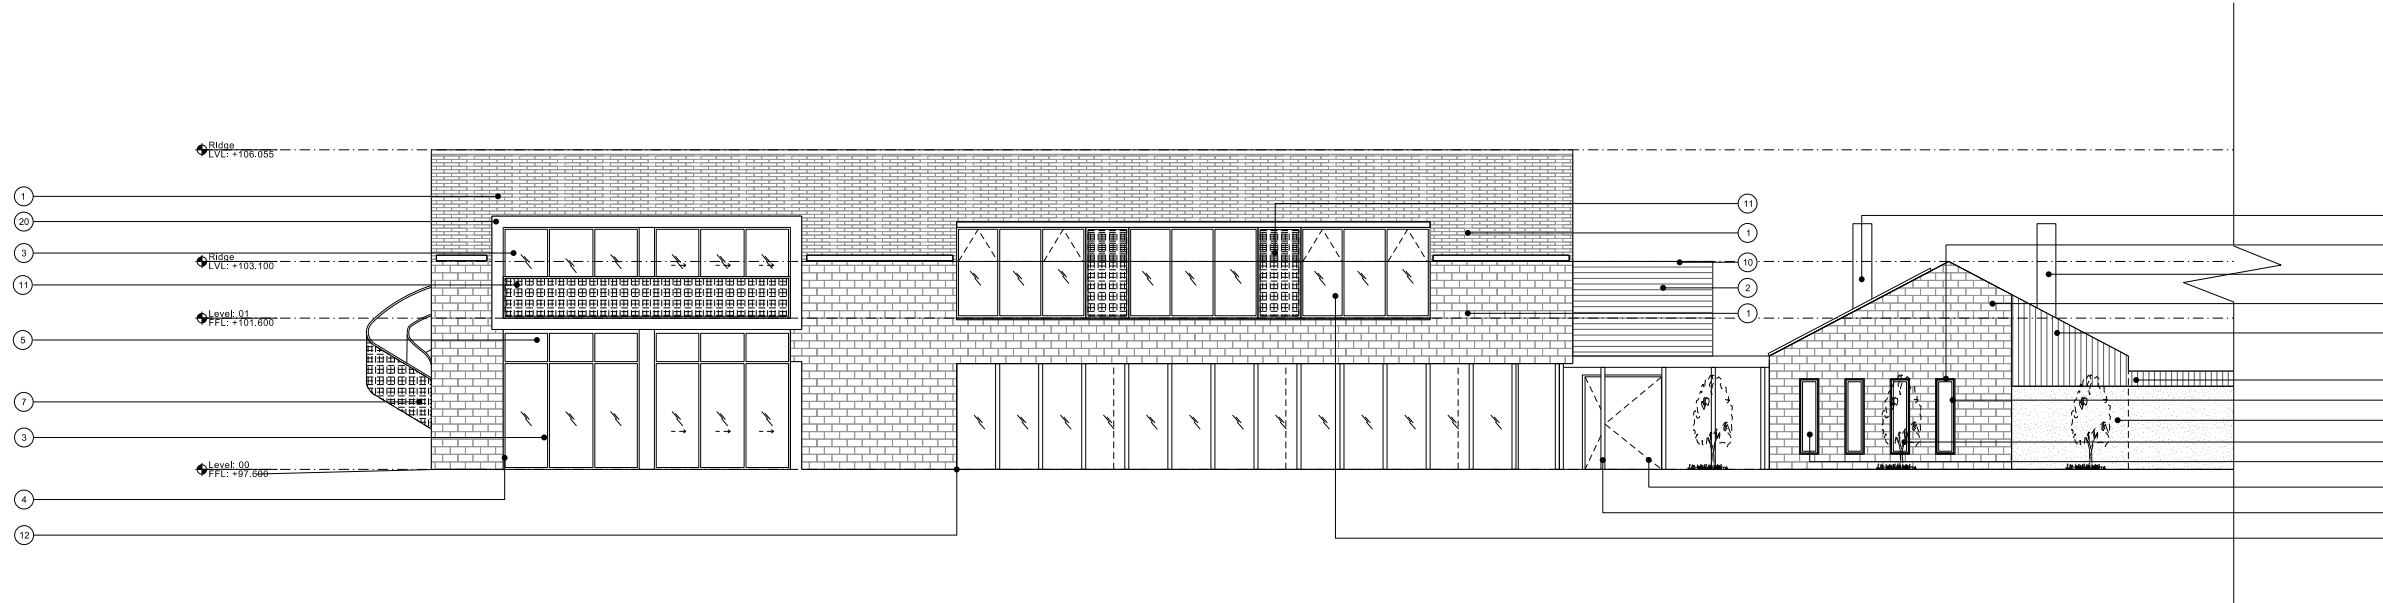 Ridge
LVL: +106.055
1
11
20
1
3
Ridge
LVL: +103.100
10
11
2
Level: 01
FFL: +101.600
1
5
7
3
Level: 00
FFL: +97.600
4
12